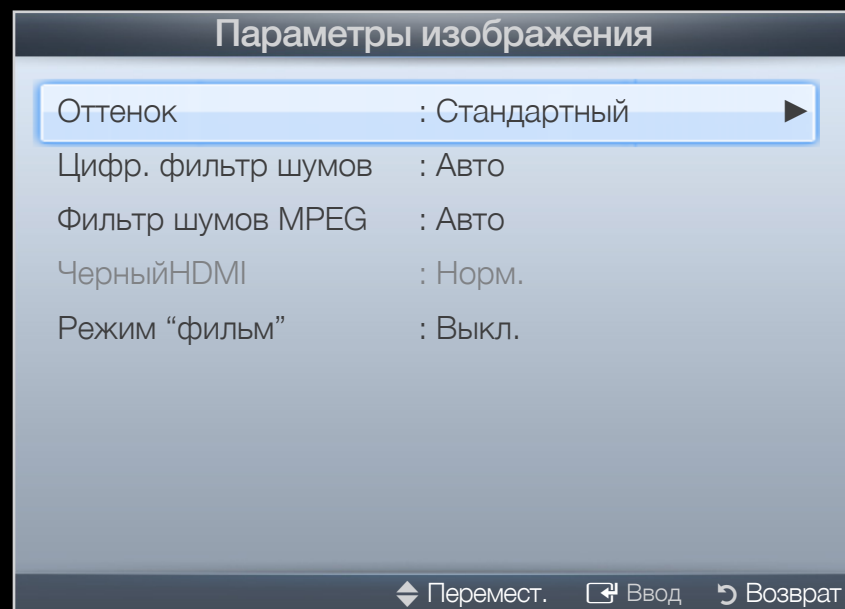 Параметры изображения
Оттенок : Стандартный ►
Цифр. фильтр шумов : Авто
Фильтр шумов MPEG : Авто
ЧерныйHDMI : Норм.
Режим “фильм” : Выкл.
Перемест. Ввод Возврат